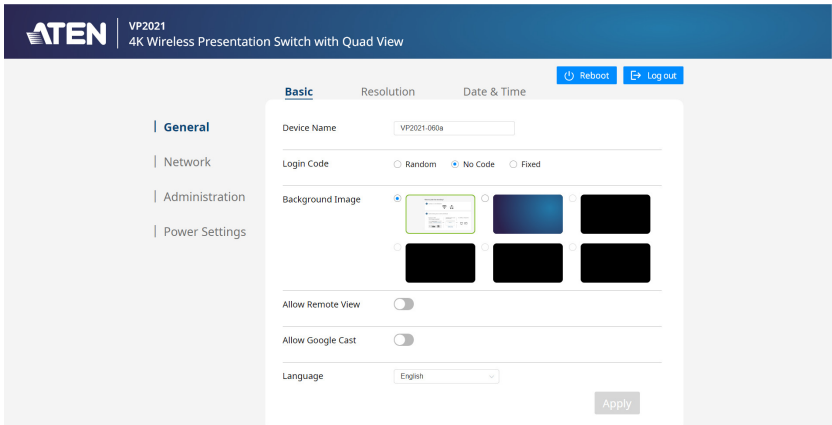 ATEN
VP2021
4K Wireless Presentation Switch with Quad View
Reboot
Log out
Basic
Resolution
Date & Time
General
Network
Administration
Power Settings
Device Name
VP2021-060a
Login Code
Random
No Code
Fixed
Background Image
Allow Remote View
Allow Google Cast
Language
English
Apply